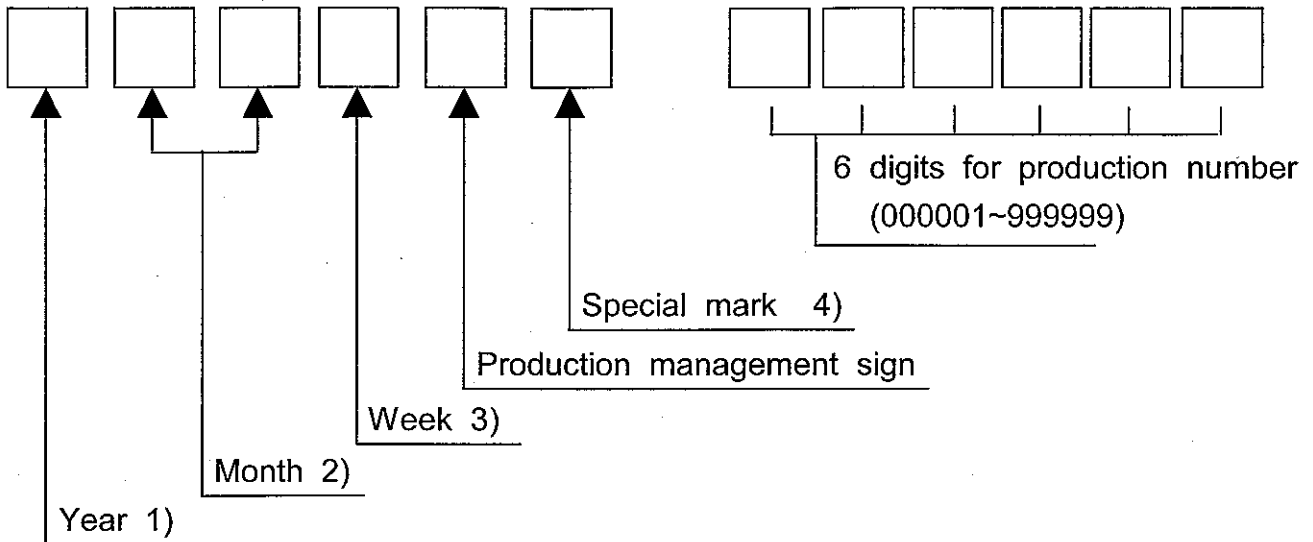 6 digits for production number
(000001~999999)
Special mark 4)
Production management sign
Week 3)
Month 2)
Year 1)